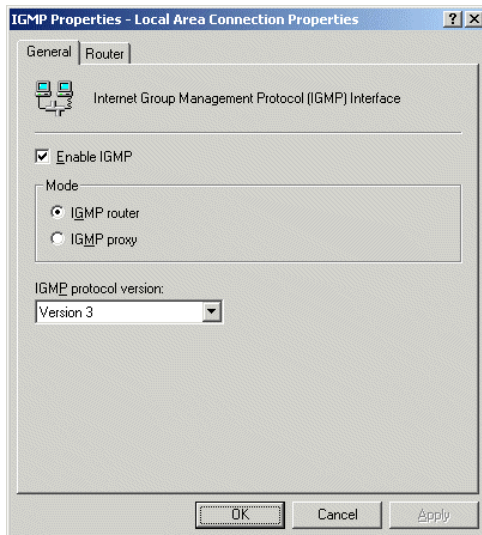 IGMP Properties - Local Area Connection Properties
General Router
Internet Group Management Protocol (IGMP) Interface
Enable IGMP
Mode
IGMP router
IGMP proxy
IGMP protocol version:
Version 3
OK Cancel Apply